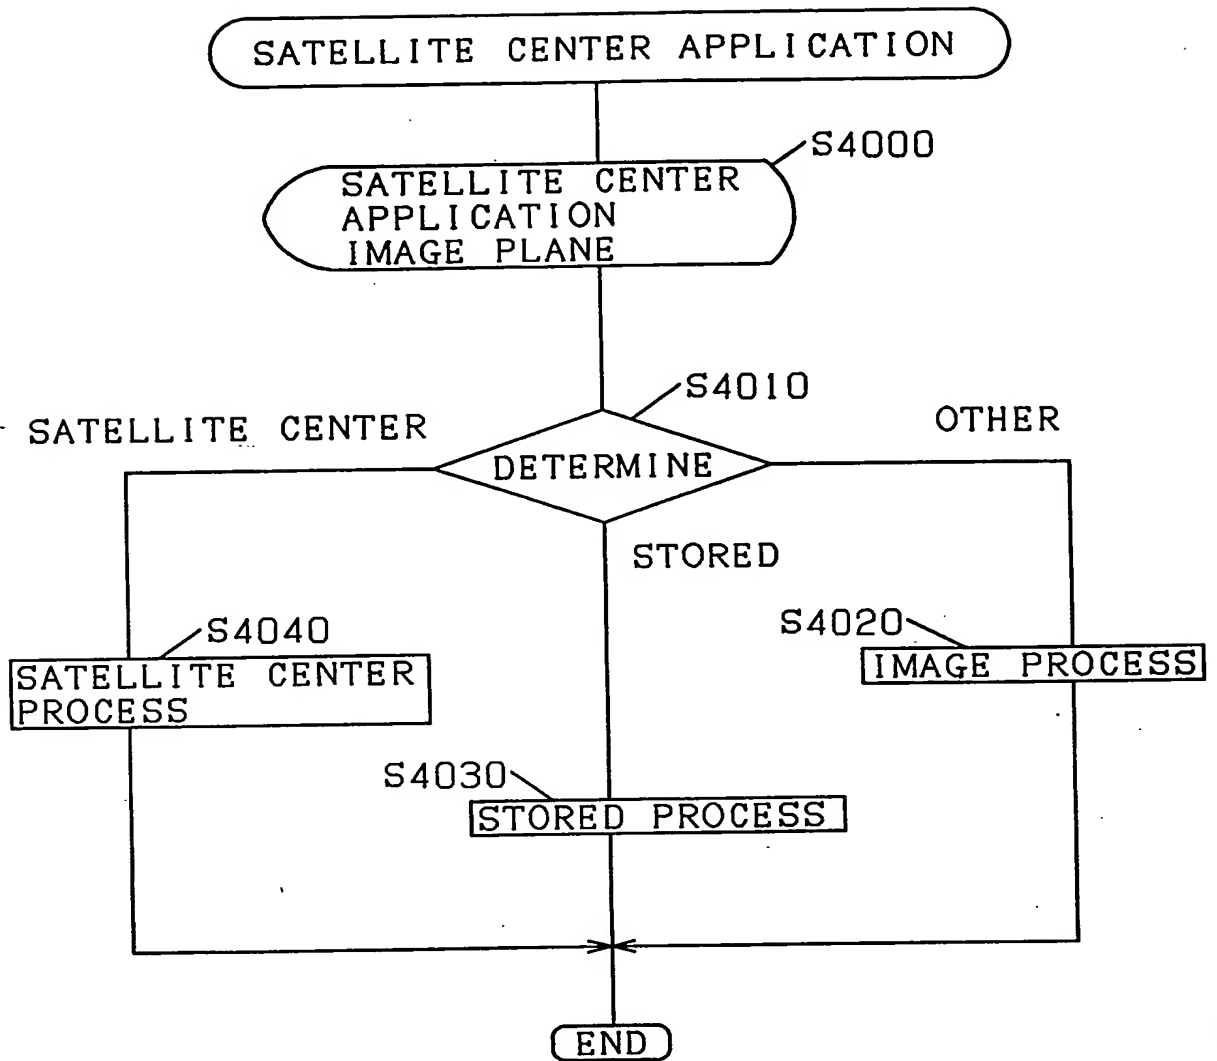 SATELLITE CENTER APPLICATION
S4000
SATELLITE CENTER
APPLICATION
IMAGE PLANE
S4010
SATELLITE CENTER
OTHER
DETERMINE
STORED
S4040
S4020
SATELLITE CENTER
PROCESS
IMAGE PROCESS
S4030
STORED PROCESS
END